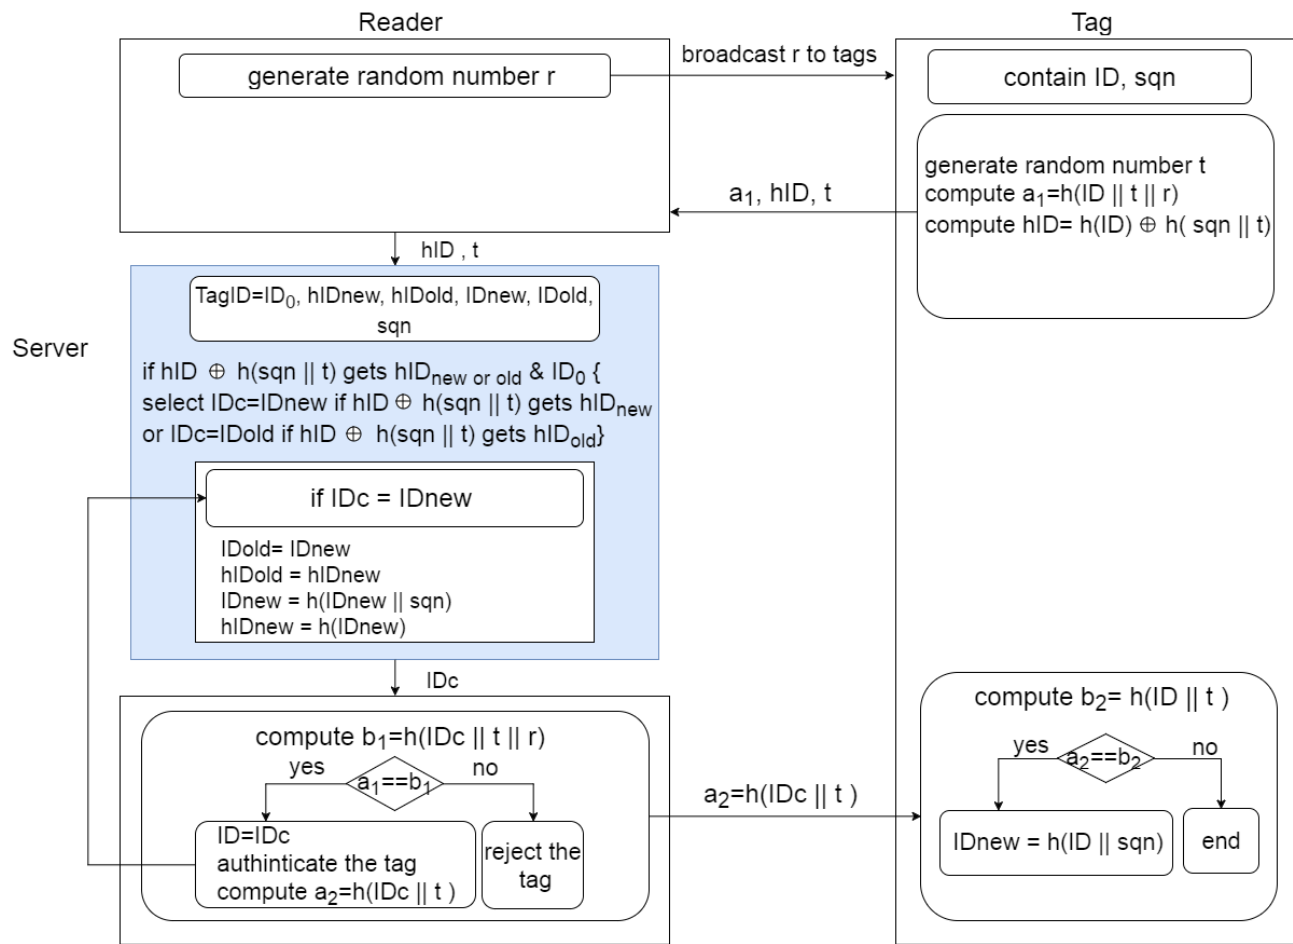 Reader
Tag
generate random number r
broadcast r to tags
contain ID, sqn
generate random number t
compute a₁=h(ID || t || r)
compute hID= h(ID) ⊕ h( sqn || t)
a₁, hID, t
hID , t
Server
TagID=ID₀, hIDnew, hIDold, IDnew, IDold,
sqn
if hID ⊕ h(sqn || t) gets hID_new or old & ID₀ {
select IDc=IDnew if hID ⊕ h(sqn || t) gets hID_new
or IDc=IDold if hID ⊕ h(sqn || t) gets hID_old}
if IDc = IDnew
IDold= IDnew
hIDold = hIDnew
IDnew = h(IDnew || sqn)
hIDnew = h(IDnew)
IDc
compute b₁=h(IDc || t || r)
yes
a₁==b₁
no
ID=IDc
authinticate the tag
compute a₂=h(IDc || t )
reject the
tag
a₂=h(IDc || t )
compute b₂= h(ID || t )
yes
a₂==b₂
no
IDnew = h(ID || sqn)
end